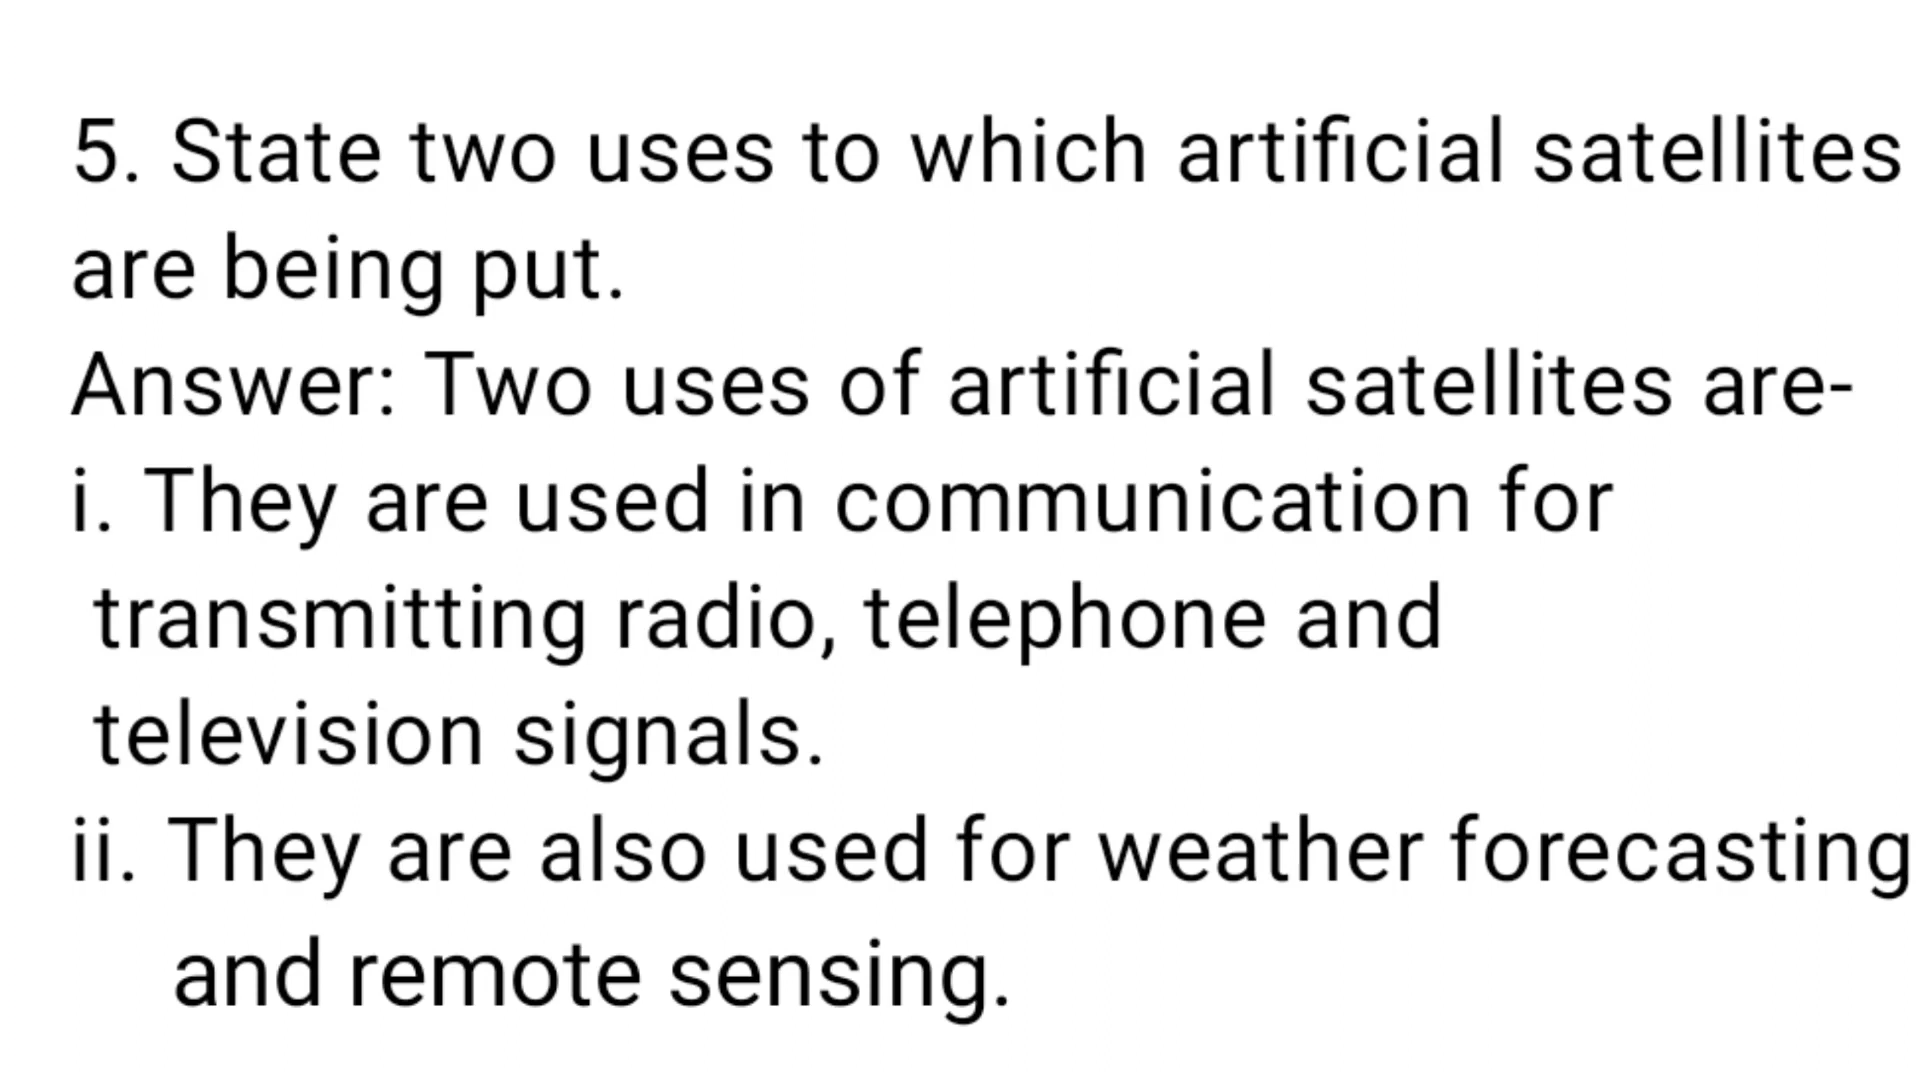 5. State two uses to which artificial satellites
are being put.
Answer: Two uses of artificial satellites are-
i. They are used in communication for
transmitting radio, telephone and
television signals.
ii. They are also used for weather forecasting
and remote sensing.